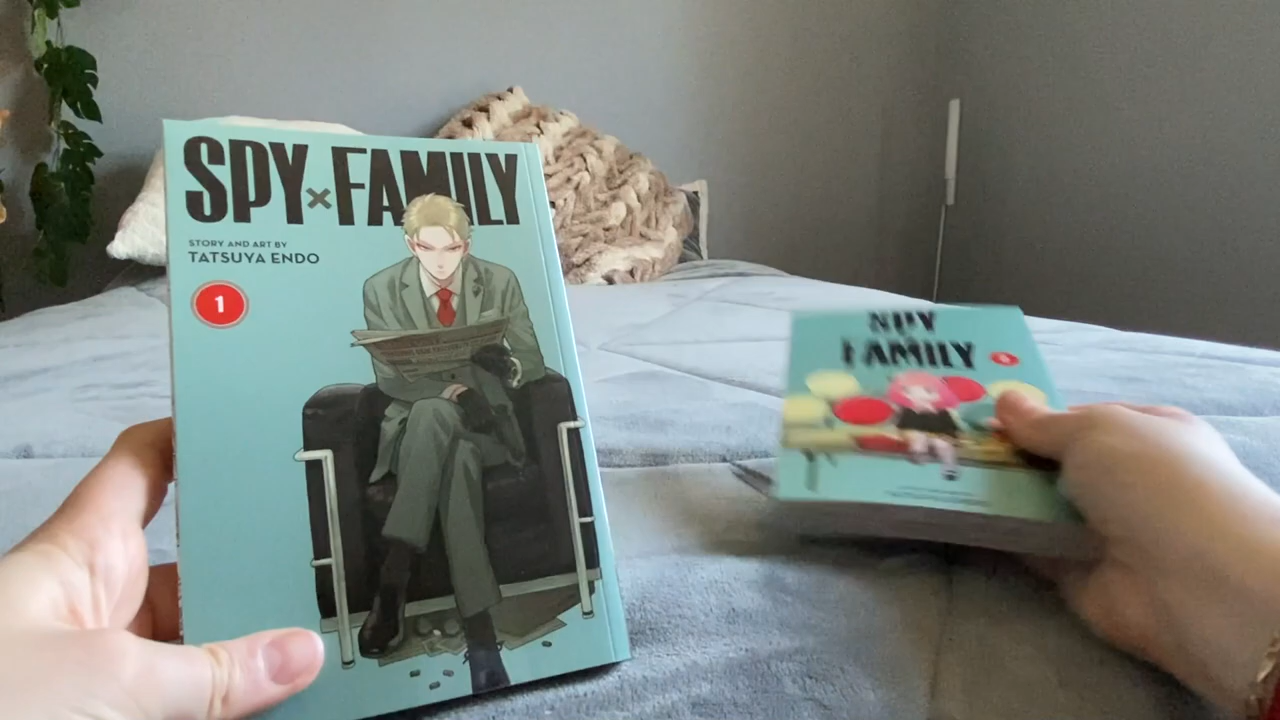 SPY×FAMILY
STORY AND ART BY
TATSUYA ENDO
1
SPY
×
FAMILY